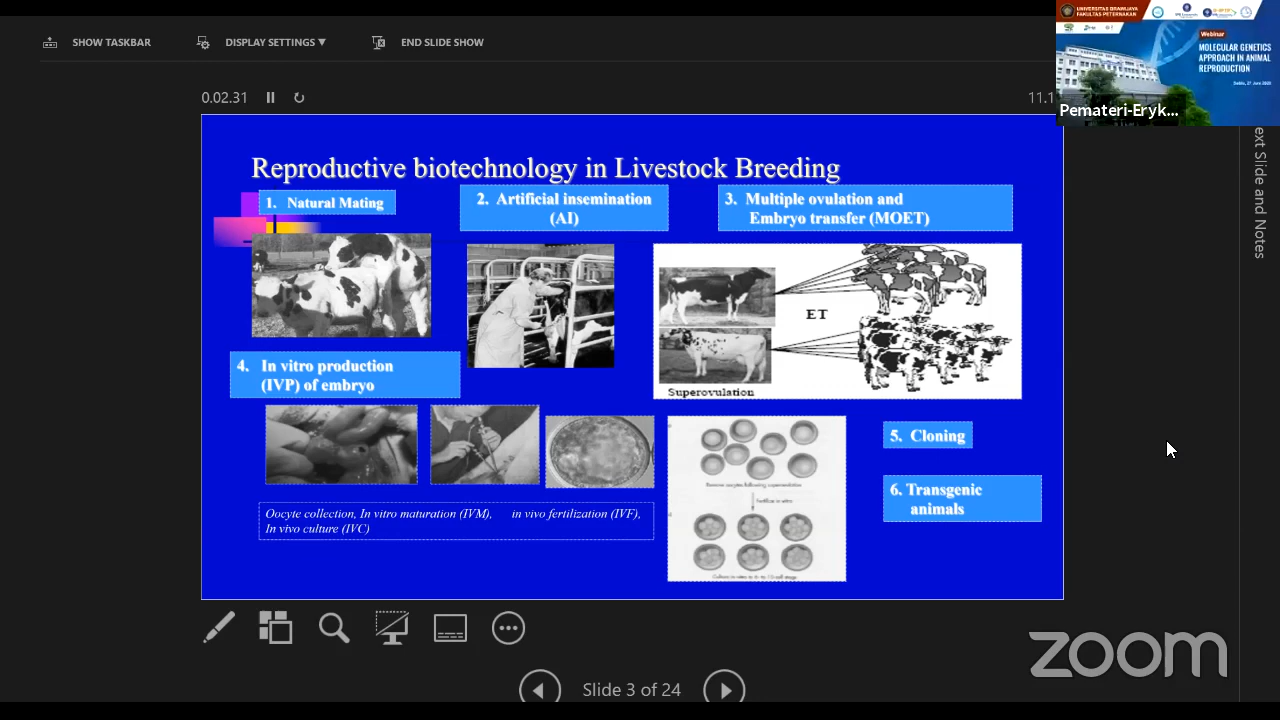 SHOW TASKBAR
DISPLAY SETTINGS ▼
END SLIDE SHOW
UNIVERSITAS BRAWIJAYA
FAKULTAS PETERNAKAN
Webinar
MOLECULAR GENETICS
APPROACH IN ANIMAL
REPRODUCTION
Pemateri-Eryk...
0.02.31
11.1
ext Slide and Notes
Reproductive biotechnology in Livestock Breeding
1. Natural Mating
2. Artificial insemination
(AI)
3. Multiple ovulation and
Embryo transfer (MOET)
ET
Superovulation
4. In vitro production
(IVP) of embryo
5. Cloning
6. Transgenic
animals
Fertilize in vitro
Oocyte collection, In vitro maturation (IVM), in vivo fertilization (IVF),
In vivo culture (IVC)
zoom
Slide 3 of 24